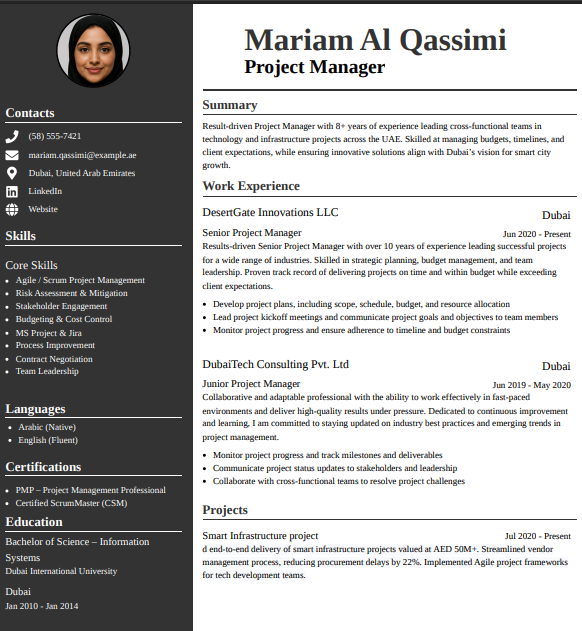 Mariam Al Qassimi
Project Manager
Contacts
(58) 555-7421
mariam.qassimi@example.ae
Dubai, United Arab Emirates
LinkedIn
Website
Skills
Core Skills
• Agile / Scrum Project Management
• Risk Assessment & Mitigation
• Stakeholder Engagement
• Budgeting & Cost Control
• MS Project & Jira
• Process Improvement
• Contract Negotiation
• Team Leadership
Languages
• Arabic (Native)
• English (Fluent)
Certifications
• PMP – Project Management Professional
• Certified ScrumMaster (CSM)
Education
Bachelor of Science – Information
Systems
Dubai International University
Dubai
Jan 2010 - Jan 2014
Summary
Result-driven Project Manager with 8+ years of experience leading cross-functional teams in
technology and infrastructure projects across the UAE. Skilled at managing budgets, timelines, and
client expectations, while ensuring innovative solutions align with Dubai's vision for smart city
growth.
Work Experience
DesertGate Innovations LLC Dubai
Senior Project Manager Jun 2020 - Present
Results-driven Senior Project Manager with over 10 years of experience leading successful projects
for a wide range of industries. Skilled in strategic planning, budget management, and team
leadership. Proven track record of delivering projects on time and within budget while exceeding
client expectations.
• Develop project plans, including scope, schedule, budget, and resource allocation
• Lead project kickoff meetings and communicate project goals and objectives to team members
• Monitor project progress and ensure adherence to timeline and budget constraints
DubaiTech Consulting Pvt. Ltd Dubai
Junior Project Manager Jun 2019 - May 2020
Collaborative and adaptable professional with the ability to work effectively in fast-paced
environments and deliver high-quality results under pressure. Dedicated to continuous improvement
and learning, I am committed to staying updated on industry best practices and emerging trends in
project management.
• Monitor project progress and track milestones and deliverables
• Communicate project status updates to stakeholders and leadership
• Collaborate with cross-functional teams to resolve project challenges
Projects
Smart Infrastructure project Jul 2020 - Present
d end-to-end delivery of smart infrastructure projects valued at AED 50M+. Streamlined vendor
management process, reducing procurement delays by 22%. Implemented Agile project frameworks
for tech development teams.